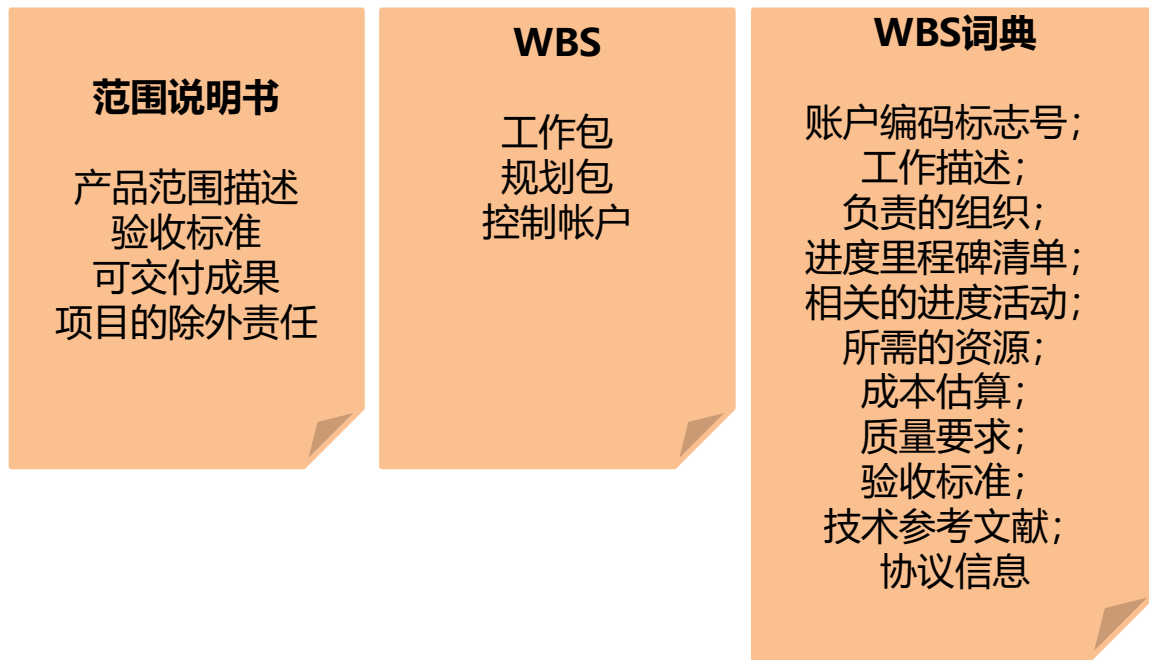 范围说明书
产品范围描述
验收标准
可交付成果
项目的除外责任
WBS
工作包
规划包
控制帐户
WBS词典
账户编码标志号；
工作描述；
负责的组织；
进度里程碑清单；
相关的进度活动；
所需的资源；
成本估算；
质量要求；
验收标准；
技术参考文献；
协议信息